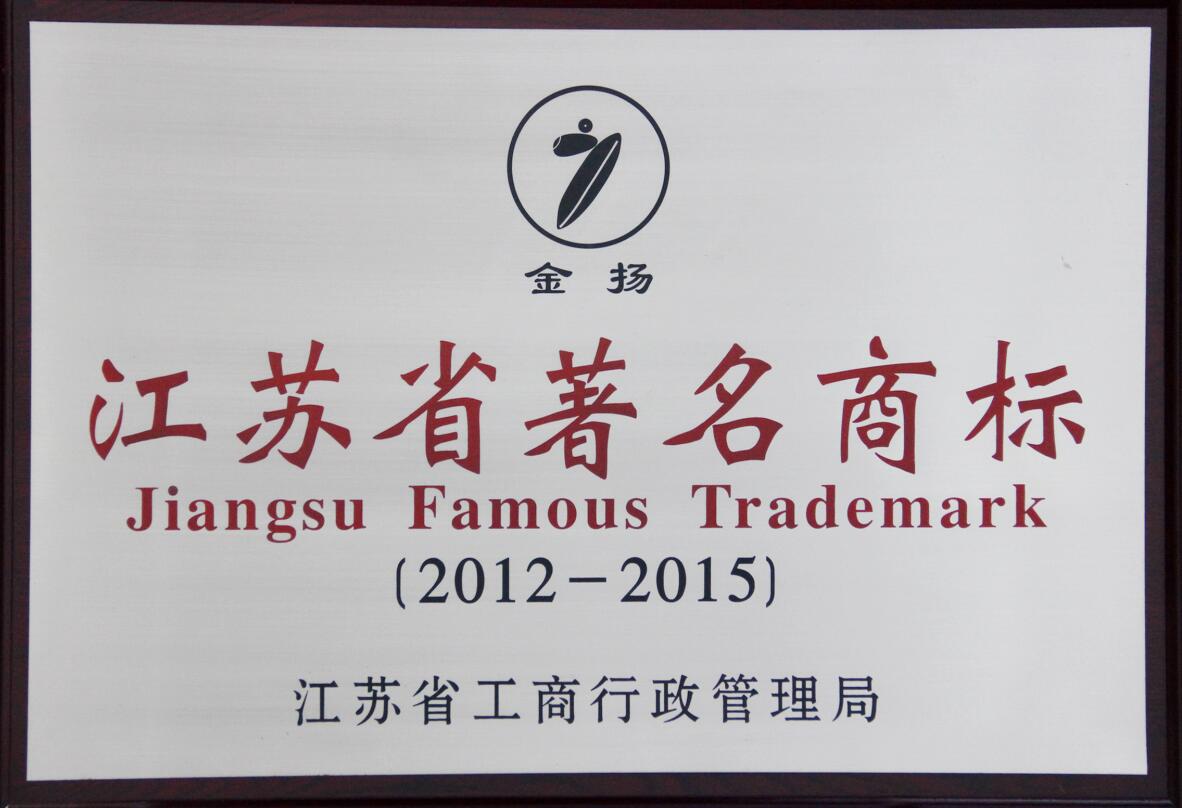 金扬
江苏省著名商标
Jiangsu Famous Trademark
(2012-2015)
江苏省工商行政管理局